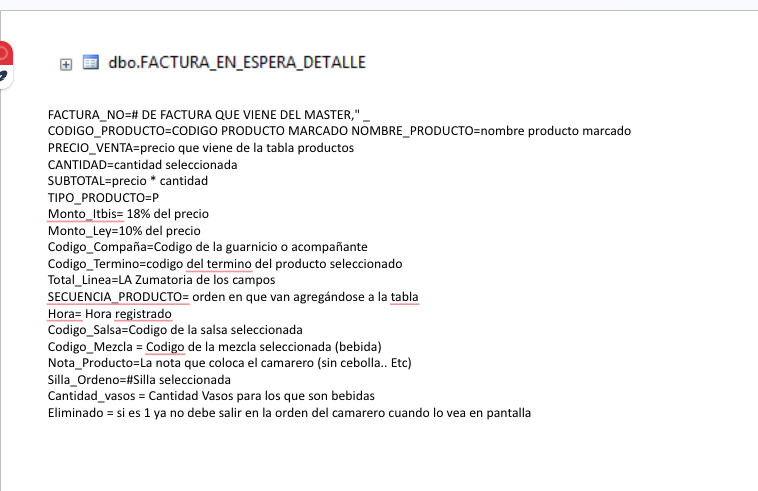 dbo.FACTURA_EN_ESPERA_DETALLE
FACTURA_NO=# DE FACTURA QUE VIENE DEL MASTER," _
CODIGO_PRODUCTO=CODIGO PRODUCTO MARCADO NOMBRE_PRODUCTO=nombre producto marcado
PRECIO_VENTA=precio que viene de la tabla productos
CANTIDAD=cantidad seleccionada
SUBTOTAL=precio * cantidad
TIPO_PRODUCTO=P
Monto_Itbis= 18% del precio
Monto_Ley=10% del precio
Codigo_Compaña=Codigo de la guarnicio o acompañante
Codigo_Termino=codigo del termino del producto seleccionado
Total_Linea=LA Zumatoria de los campos
SECUENCIA_PRODUCTO= orden en que van agregándose a la tabla
Hora= Hora registrado
Codigo_Salsa=Codigo de la salsa seleccionada
Codigo_Mezcla = Codigo de la mezcla seleccionada (bebida)
Nota_Producto=La nota que coloca el camarero (sin cebolla.. Etc)
Silla_Ordeno=#Silla seleccionada
Cantidad_vasos = Cantidad Vasos para los que son bebidas
Eliminado = si es 1 ya no debe salir en la orden del camarero cuando lo vea en pantalla